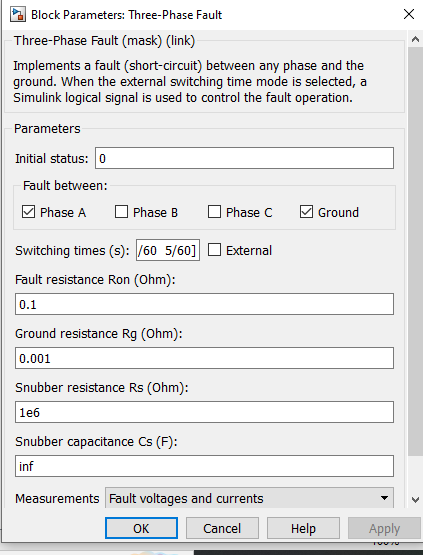 Block Parameters: Three-Phase Fault
Three-Phase Fault (mask) (link)
Implements a fault (short-circuit) between any phase and the
ground. When the external switching time mode is selected, a
Simulink logical signal is used to control the fault operation.
Parameters
Initial status: 0
Fault between:
Phase A Phase B Phase C Ground
Switching times (s): /60 5/60] External
Fault resistance Ron (Ohm):
0.1
Ground resistance Rg (Ohm):
0.001
Snubber resistance Rs (Ohm):
1e6
Snubber capacitance Cs (F):
inf
Measurements Fault voltages and currents
OK Cancel Help Apply
100%